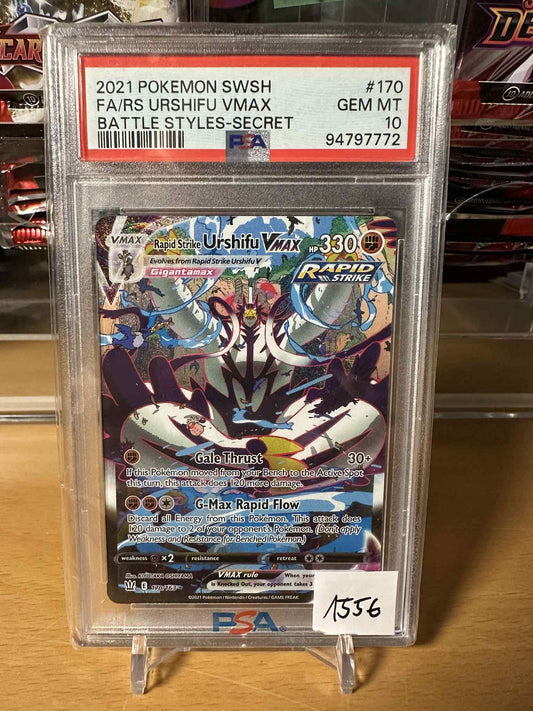 2021 POKEMON SWSH #170
FA/RS URSHIFU VMAX GEM MT
BATTLE STYLES-SECRET 10
PSA 94797772
VMAX Rapid Strike Urshifu VMAX HP 330
Evolves from Rapid Strike Urshifu V
Gigantamax
RAPID
STRIKE
Gale Thrust 30+
If this Pokémon moved from your Bench to the Active Spot
this turn, this attack does 120 more damage.
G-Max Rapid Flow
Discard all Energy from this Pokémon. This attack does
120 damage to 2 of your opponent's Pokémon. (Don't apply
Weakness and Resistance for Benched Pokémon.)
weakness ×2 resistance retreat
VMAX rule When your
is Knocked Out, your opponent takes 3
E 170/163
©2021 Pokémon / Nintendo / Creatures / GAME FREAK
1556
PSA